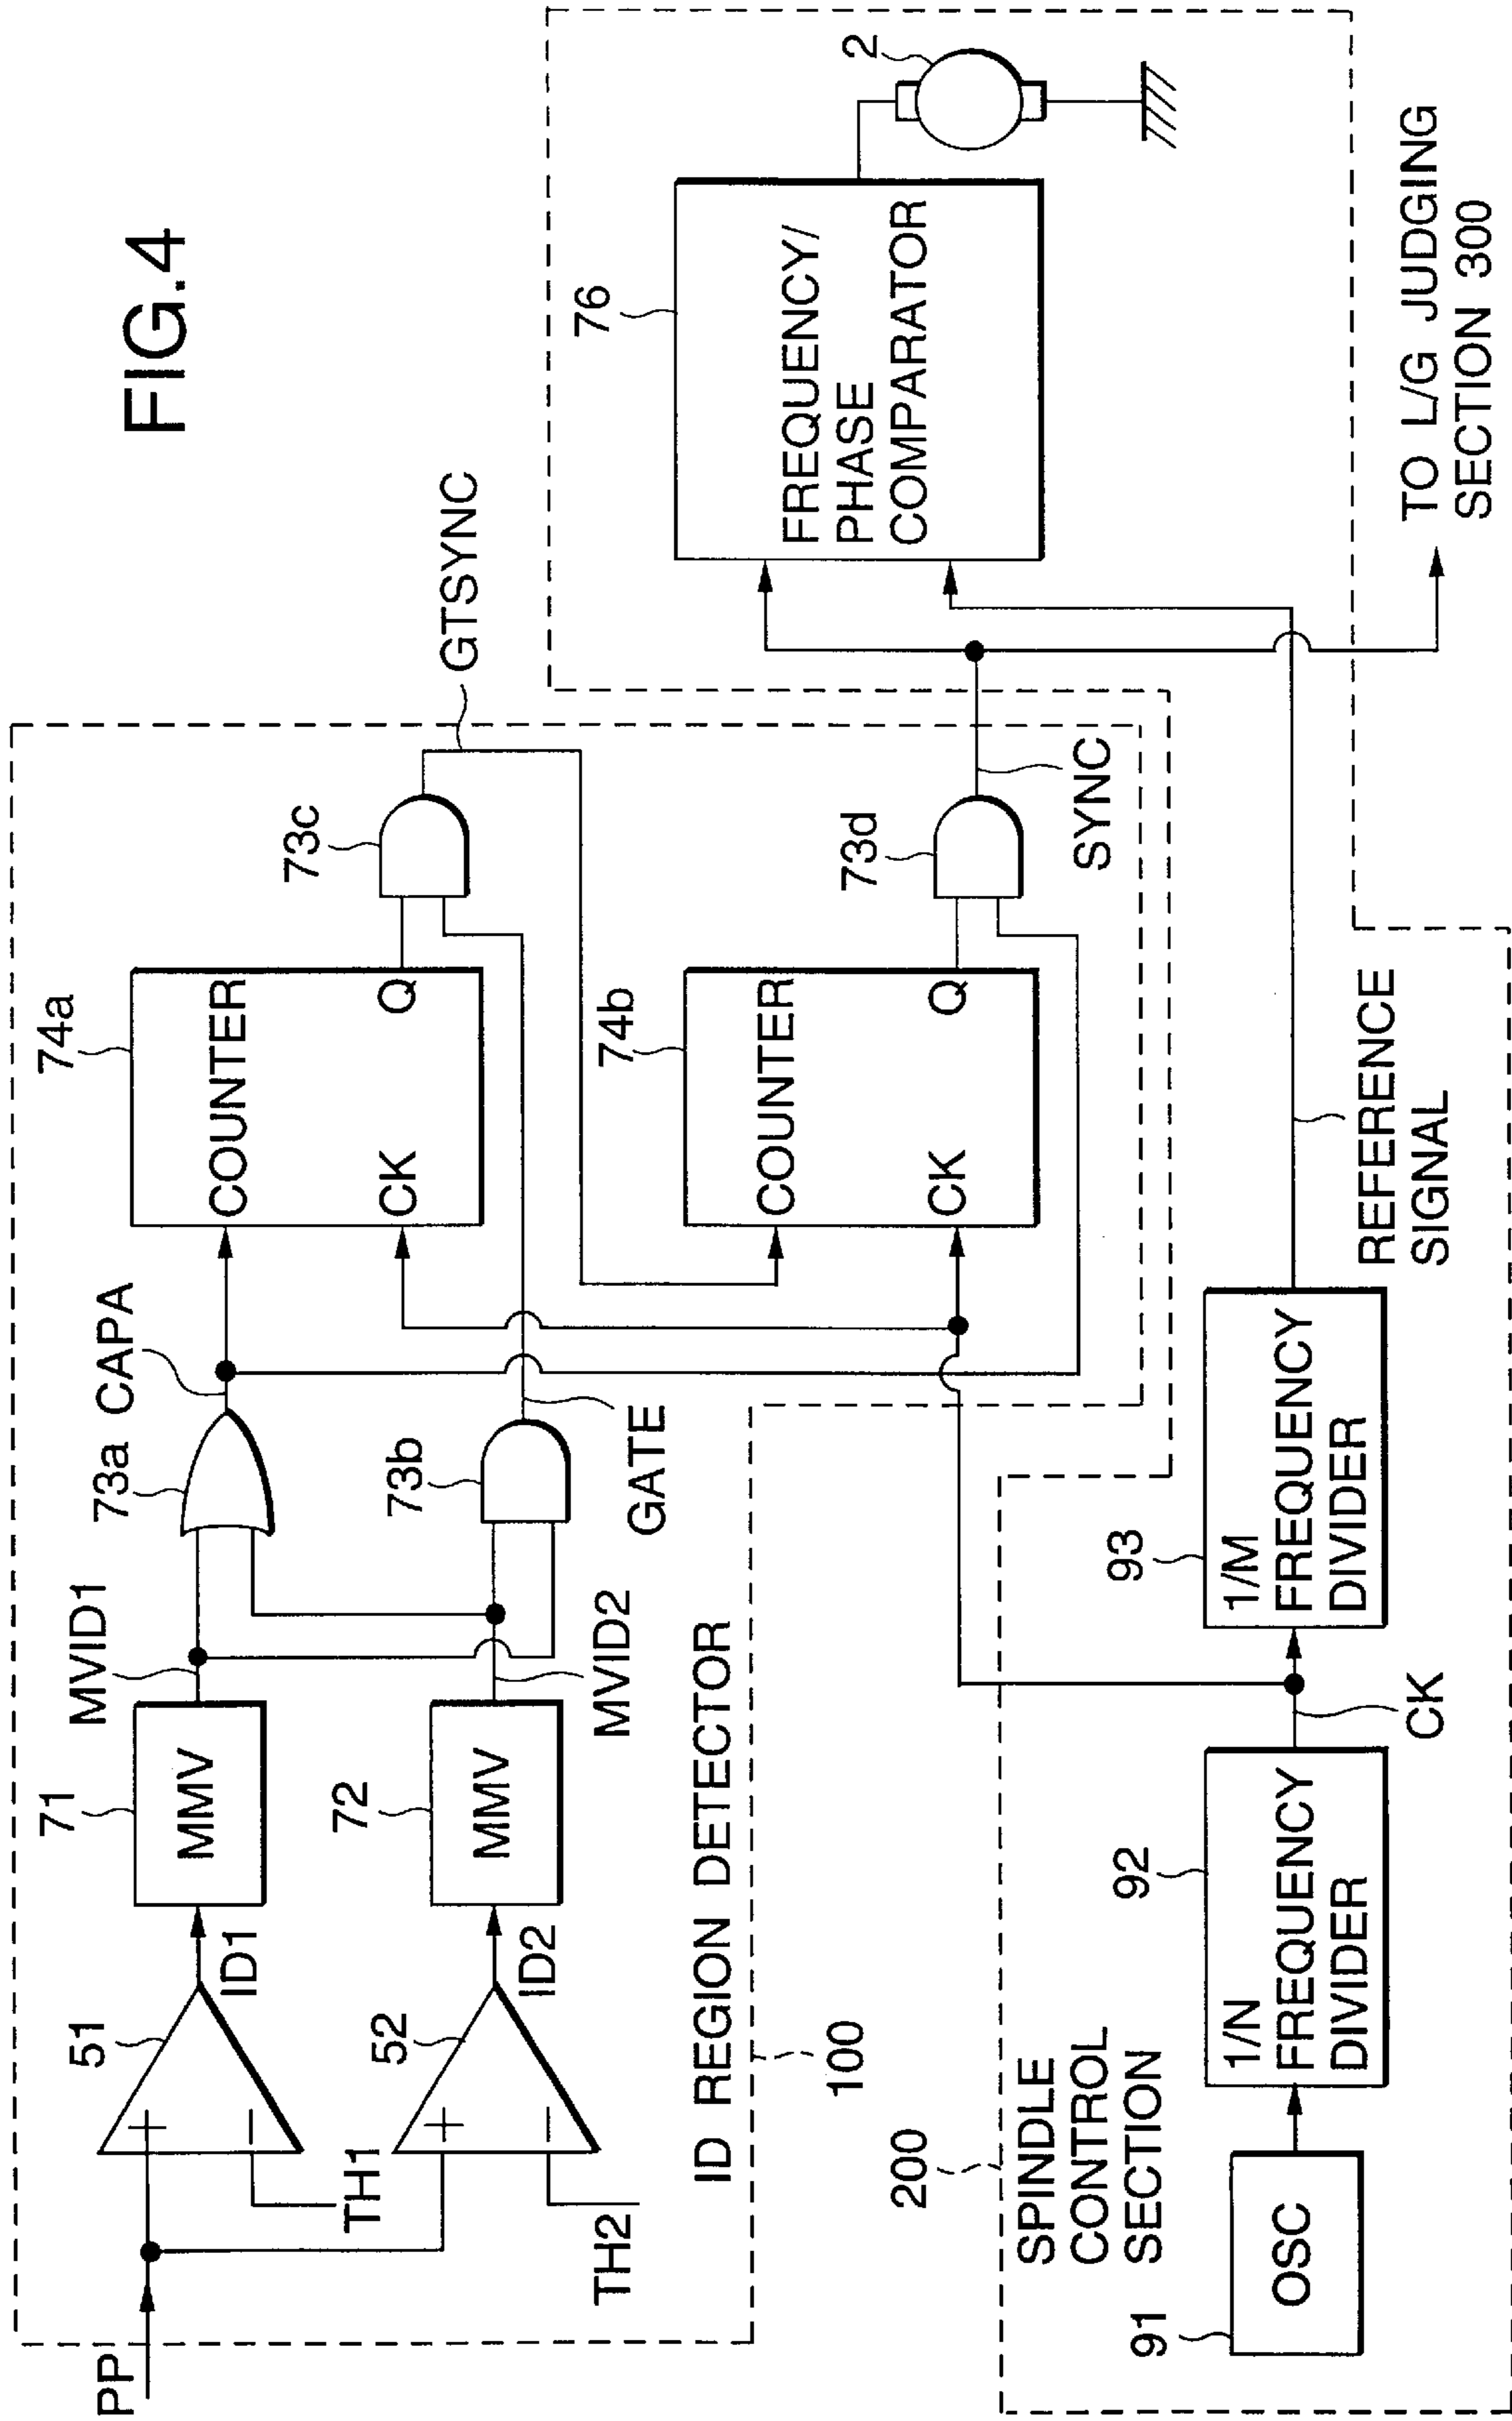 FIG.4
PP
51
ID1
TH1
52
ID2
TH2
71
MMV
MVID1
72
MMV
MVID2
73a
CAPA
73b
GATE
74a
COUNTER
CK
Q
73c
GTSYNC
74b
COUNTER
CK
Q
73d
SYNC
ID REGION DETECTOR
100
200
SPINDLE
CONTROL
SECTION
91
OSC
92
1/N
FREQUENCY
DIVIDER
CK
93
1/M
FREQUENCY
DIVIDER
REFERENCE
SIGNAL
76
FREQUENCY/
PHASE
COMPARATOR
2
TO L/G JUDGING
SECTION 300
+
−
+
−